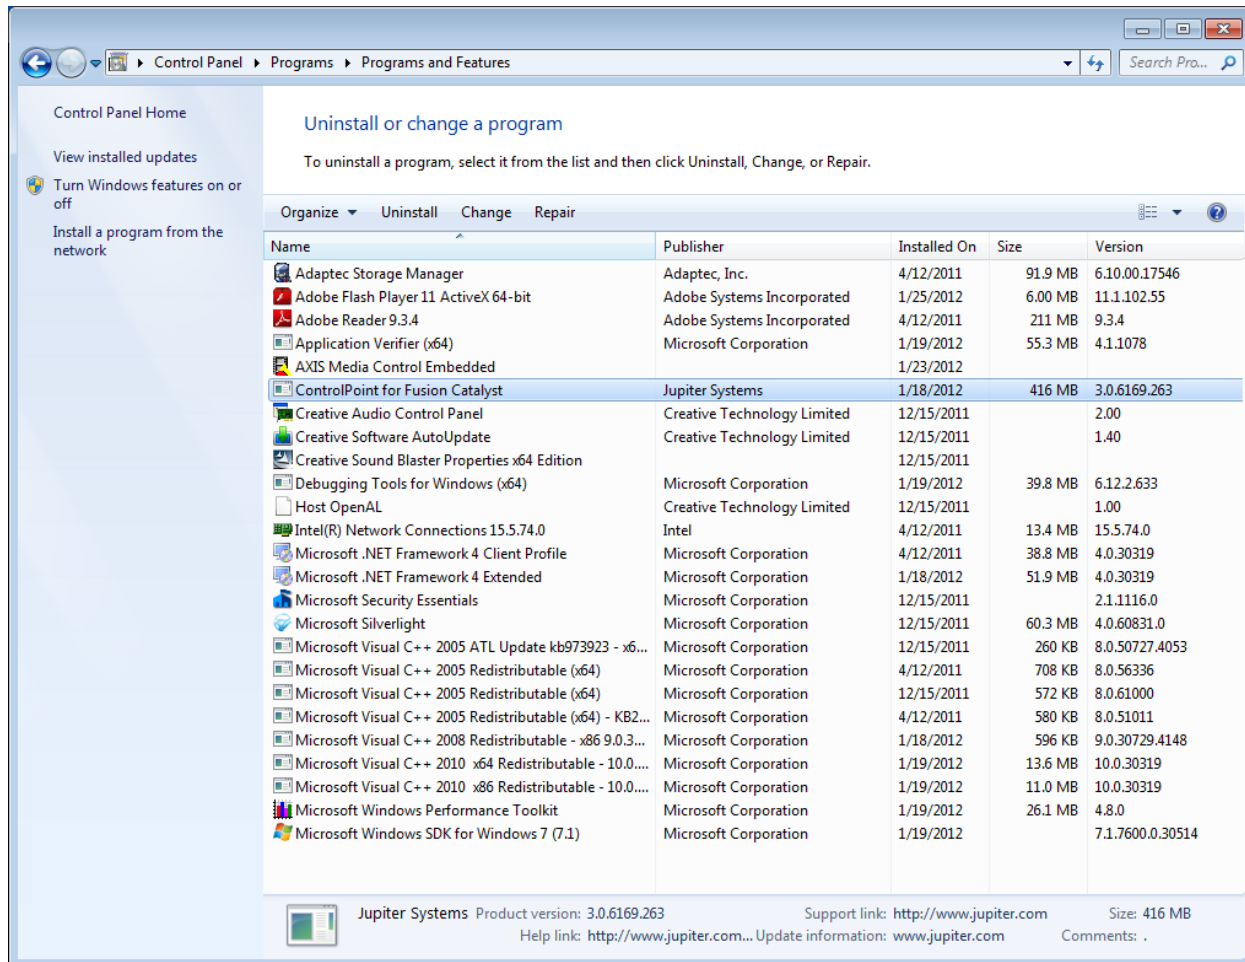 Control Panel Programs Programs and Features Search Pro...
Control Panel Home
View installed updates
Turn Windows features on or
off
Install a program from the
network
Uninstall or change a program
To uninstall a program, select it from the list and then click Uninstall, Change, or Repair.
Organize Uninstall Change Repair
Name Publisher Installed On Size Version
Adaptec Storage Manager Adaptec, Inc. 4/12/2011 91.9 MB 6.10.00.17546
Adobe Flash Player 11 ActiveX 64-bit Adobe Systems Incorporated 1/25/2012 6.00 MB 11.1.102.55
Adobe Reader 9.3.4 Adobe Systems Incorporated 4/12/2011 211 MB 9.3.4
Application Verifier (x64) Microsoft Corporation 1/19/2012 55.3 MB 4.1.1078
AXIS Media Control Embedded 1/23/2012
ControlPoint for Fusion Catalyst Jupiter Systems 1/18/2012 416 MB 3.0.6169.263
Creative Audio Control Panel Creative Technology Limited 12/15/2011 2.00
Creative Software AutoUpdate Creative Technology Limited 12/15/2011 1.40
Creative Sound Blaster Properties x64 Edition 12/15/2011
Debugging Tools for Windows (x64) Microsoft Corporation 1/19/2012 39.8 MB 6.12.2.633
Host OpenAL Creative Technology Limited 12/15/2011 1.00
Intel(R) Network Connections 15.5.74.0 Intel 4/12/2011 13.4 MB 15.5.74.0
Microsoft .NET Framework 4 Client Profile Microsoft Corporation 4/12/2011 38.8 MB 4.0.30319
Microsoft .NET Framework 4 Extended Microsoft Corporation 1/18/2012 51.9 MB 4.0.30319
Microsoft Security Essentials Microsoft Corporation 12/15/2011 2.1.1116.0
Microsoft Silverlight Microsoft Corporation 12/15/2011 60.3 MB 4.0.60831.0
Microsoft Visual C++ 2005 ATL Update kb973923 - x6... Microsoft Corporation 12/15/2011 260 KB 8.0.50727.4053
Microsoft Visual C++ 2005 Redistributable (x64) Microsoft Corporation 4/12/2011 708 KB 8.0.56336
Microsoft Visual C++ 2005 Redistributable (x64) Microsoft Corporation 12/15/2011 572 KB 8.0.61000
Microsoft Visual C++ 2005 Redistributable (x64) - KB2... Microsoft Corporation 4/12/2011 580 KB 8.0.51011
Microsoft Visual C++ 2008 Redistributable - x86 9.0.3... Microsoft Corporation 1/18/2012 596 KB 9.0.30729.4148
Microsoft Visual C++ 2010 x64 Redistributable - 10.0.... Microsoft Corporation 1/19/2012 13.6 MB 10.0.30319
Microsoft Visual C++ 2010 x86 Redistributable - 10.0.... Microsoft Corporation 1/19/2012 11.0 MB 10.0.30319
Microsoft Windows Performance Toolkit Microsoft Corporation 1/19/2012 26.1 MB 4.8.0
Microsoft Windows SDK for Windows 7 (7.1) Microsoft Corporation 1/19/2012 7.1.7600.0.30514
Jupiter Systems Product version: 3.0.6169.263 Support link: http://www.jupiter.com Size: 416 MB
Help link: http://www.jupiter.com... Update information: www.jupiter.com Comments: .